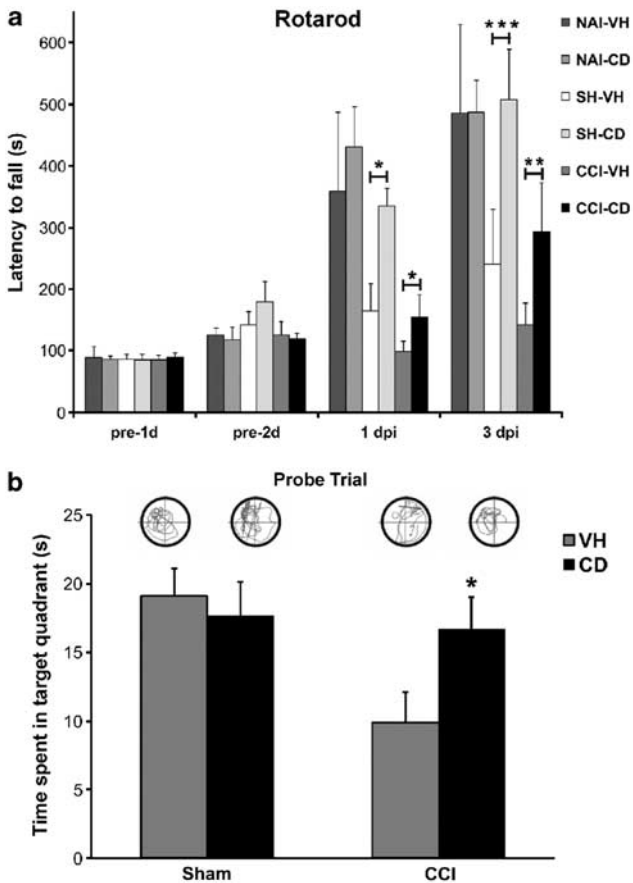 a
Rotarod
Latency to fall (s)
600
500
400
300
200
100
0
pre-1d
pre-2d
1 dpi
3 dpi
*
*
***
**
NAI-VH
NAI-CD
SH-VH
SH-CD
CCI-VH
CCI-CD
b
Probe Trial
Time spent in target quadrant (s)
25
20
15
10
5
0
Sham
CCI
*
VH
CD